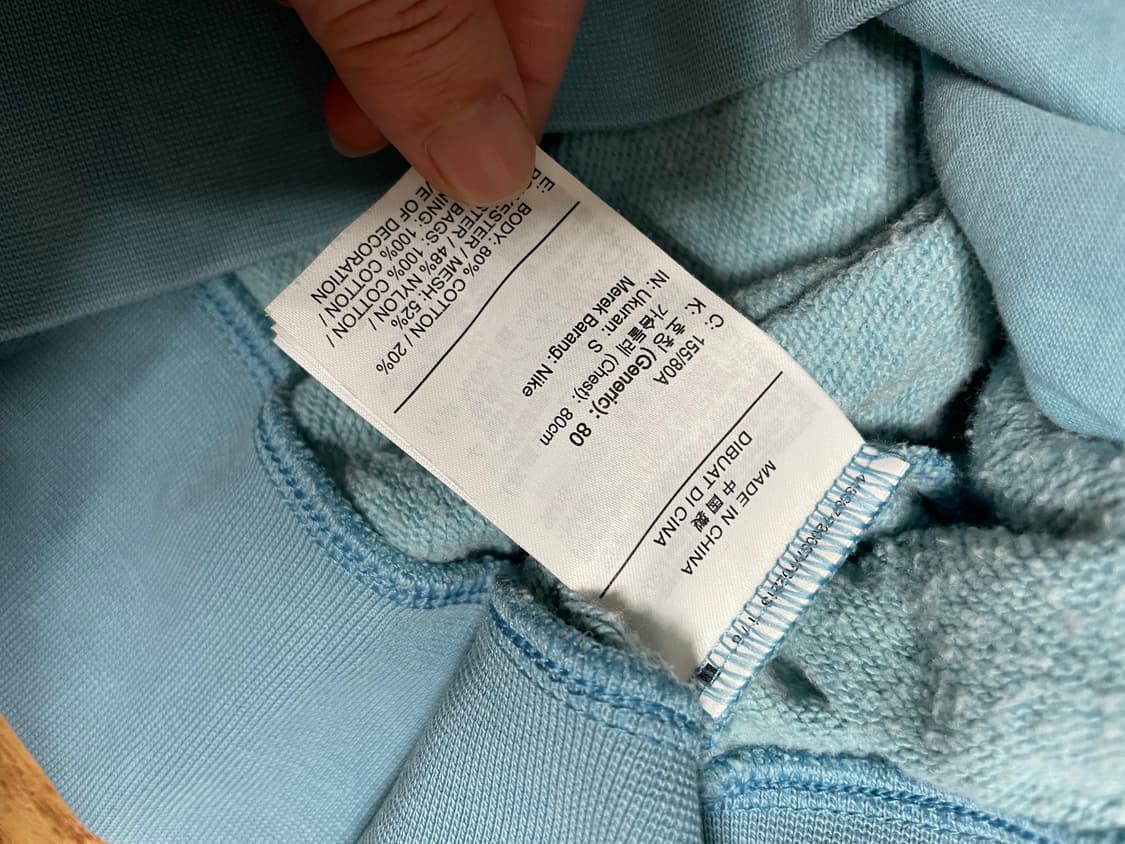 MADE IN CHINA
中國製
DIBUAT DI CINA
C: 155/80A
K: 호칭 (Generic): 80
가슴둘레 (Chest): 80cm
IN: Ukuran: S
Merek Barang: Nike
E: BODY: 80% COTTON / 20%
MESH: 52%
/ 48% NYLON /
BAGS: 100% COTTON /
100% COTTON /
OF DECORATION